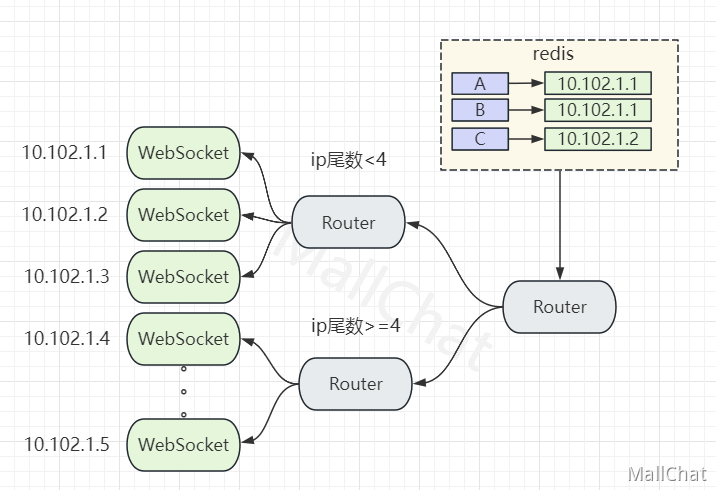 redis
A
10.102.1.1
B
10.102.1.1
C
10.102.1.2
10.102.1.1
WebSocket
ip尾数<4
10.102.1.2
WebSocket
Router
10.102.1.3
WebSocket
Router
10.102.1.4
WebSocket
ip尾数>=4
Router
10.102.1.5
WebSocket
MallChat
MallChat